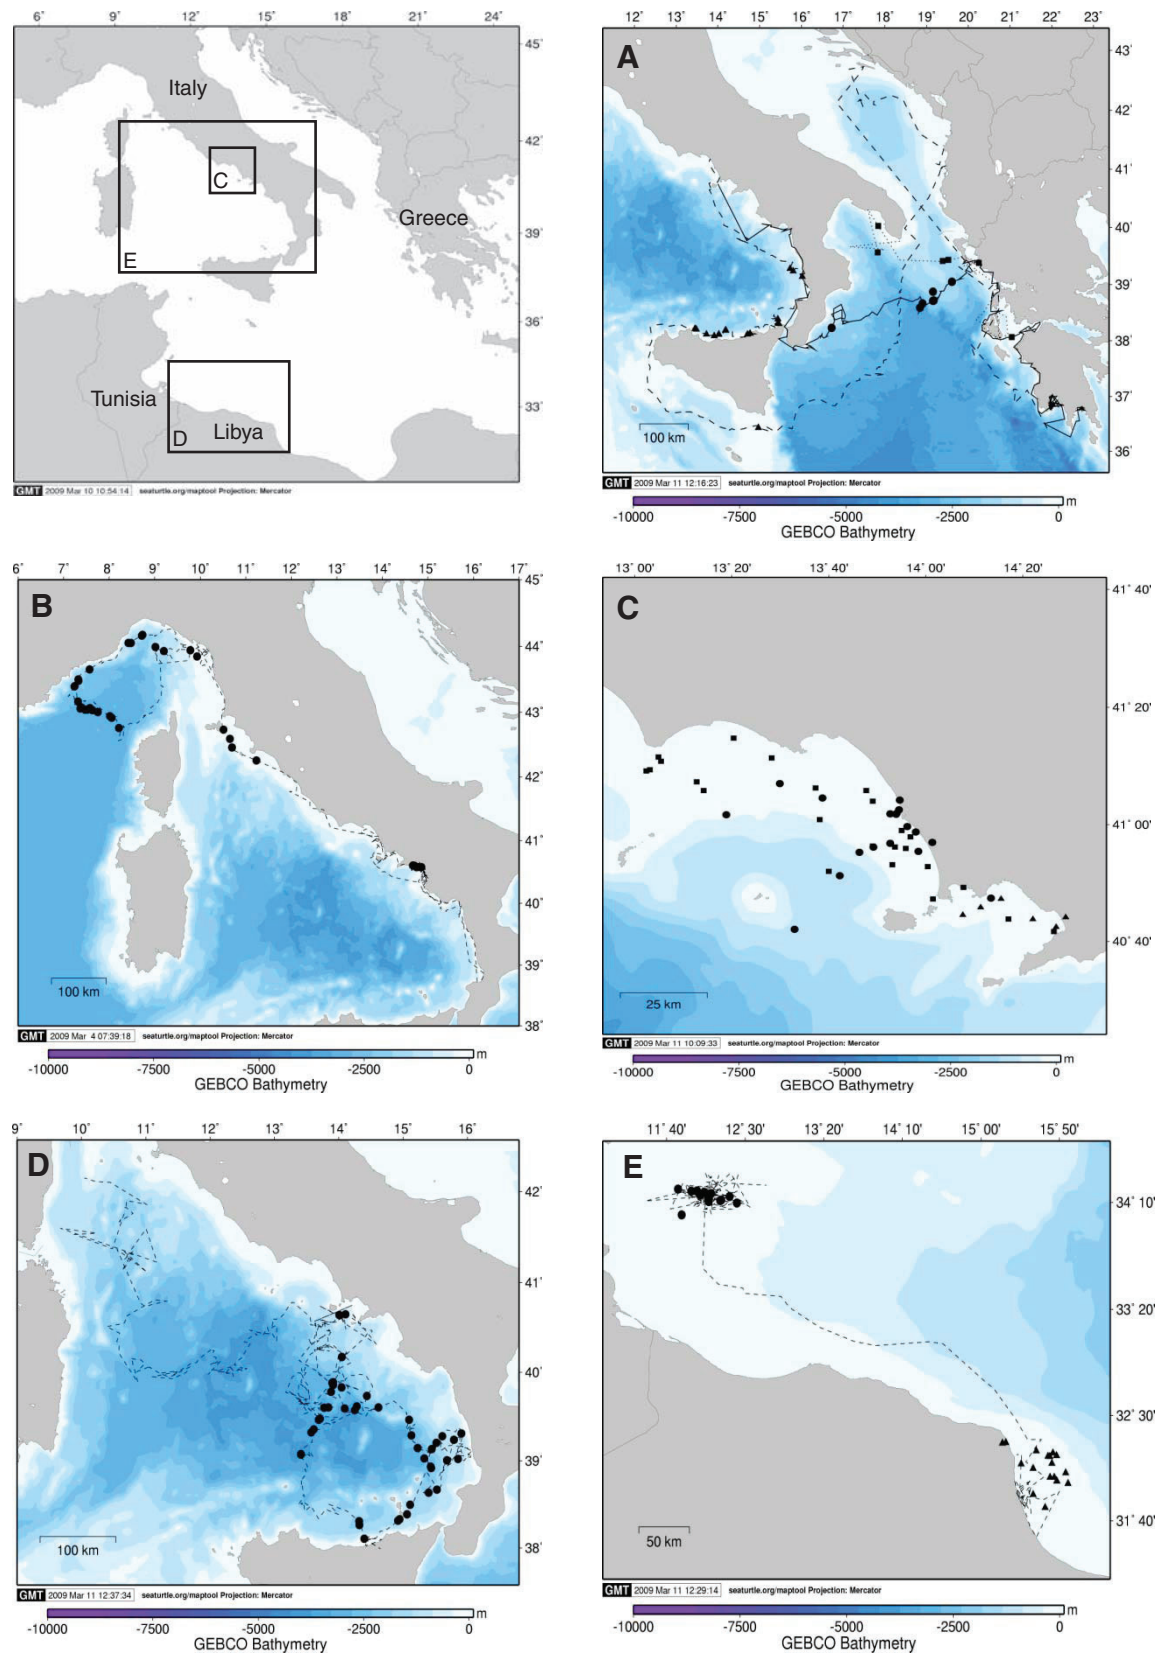 6° 9° 12° 15° 18° 21° 24°
45°
42°
39°
36°
33°
Italy
C
Greece
E
Tunisia
D
Libya
GMT 2009 Mar 10 10:54:14 seaturtle.org/maptool Projection: Mercator
12° 13° 14° 15° 16° 17° 18° 19° 20° 21° 22° 23°
A
43°
42°
41°
40°
39°
38°
37°
36°
100 km
GMT 2009 Mar 11 12:16:23 seaturtle.org/maptool Projection: Mercator
m
-10000 -7500 -5000 -2500 0
GEBCO Bathymetry
6° 7° 8° 9° 10° 11° 12° 13° 14° 15° 16° 17°
B
45°
44°
43°
42°
41°
40°
39°
38°
100 km
GMT 2009 Mar 4 07:39:18 seaturtle.org/maptool Projection: Mercator
m
-10000 -7500 -5000 -2500 0
GEBCO Bathymetry
13° 00' 13° 20' 13° 40' 14° 00' 14° 20'
C
41° 40'
41° 20'
41° 00'
40° 40'
25 km
GMT 2009 Mar 11 10:09:33 seaturtle.org/maptool Projection: Mercator
m
-10000 -7500 -5000 -2500 0
GEBCO Bathymetry
9° 10° 11° 12° 13° 14° 15° 16°
D
42°
41°
40°
39°
38°
100 km
GMT 2009 Mar 11 12:37:34 seaturtle.org/maptool Projection: Mercator
m
-10000 -7500 -5000 -2500 0
GEBCO Bathymetry
11° 40' 12° 30' 13° 20' 14° 10' 15° 00' 15° 50'
E
34° 10'
33° 20'
32° 30'
31° 40'
50 km
GMT 2009 Mar 11 12:29:14 seaturtle.org/maptool Projection: Mercator
m
-10000 -7500 -5000 -2500 0
GEBCO Bathymetry